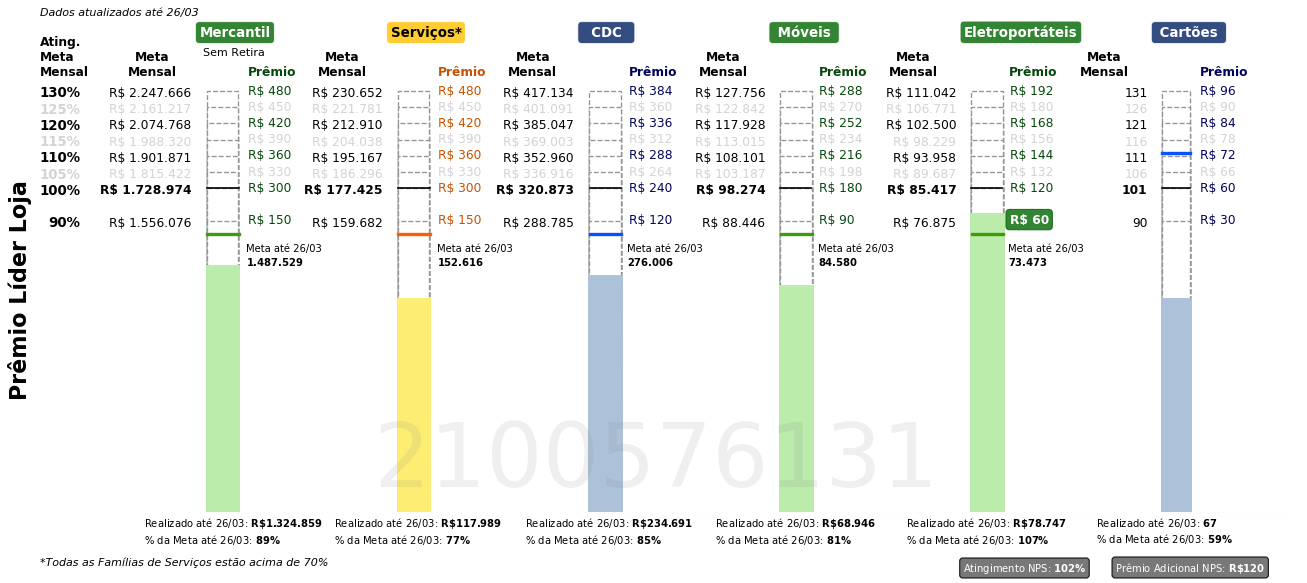 Dados atualizados até 26/03
Mercantil Serviços* CDC Móveis Eletroportáteis Cartões
Sem Retira
Ating. Meta Mensal
Meta Mensal Prêmio Meta Mensal Prêmio Meta Mensal Prêmio Meta Mensal Prêmio Meta Mensal Prêmio Meta Mensal Prêmio
130% R$ 2.247.666 R$ 480 R$ 230.652 R$ 480 R$ 417.134 R$ 384 R$ 127.756 R$ 288 R$ 111.042 R$ 192 131 R$ 96
125% R$ 2.161.217 R$ 450 R$ 221.781 R$ 450 R$ 401.091 R$ 360 R$ 122.842 R$ 270 R$ 106.771 R$ 180 126 R$ 90
120% R$ 2.074.768 R$ 420 R$ 212.910 R$ 420 R$ 385.047 R$ 336 R$ 117.928 R$ 252 R$ 102.500 R$ 168 121 R$ 84
115% R$ 1.988.320 R$ 390 R$ 204.038 R$ 390 R$ 369.003 R$ 312 R$ 113.015 R$ 234 R$ 98.229 R$ 156 116 R$ 78
110% R$ 1.901.871 R$ 360 R$ 195.167 R$ 360 R$ 352.960 R$ 288 R$ 108.101 R$ 216 R$ 93.958 R$ 144 111 R$ 72
105% R$ 1.815.422 R$ 330 R$ 186.296 R$ 330 R$ 336.916 R$ 264 R$ 103.187 R$ 198 R$ 89.687 R$ 132 106 R$ 66
100% R$ 1.728.974 R$ 300 R$ 177.425 R$ 300 R$ 320.873 R$ 240 R$ 98.274 R$ 180 R$ 85.417 R$ 120 101 R$ 60
90% R$ 1.556.076 R$ 150 R$ 159.682 R$ 150 R$ 288.785 R$ 120 R$ 88.446 R$ 90 R$ 76.875 R$ 60 90 R$ 30
Meta até 26/03 Meta até 26/03 Meta até 26/03 Meta até 26/03 Meta até 26/03
1.487.529 152.616 276.006 84.580 73.473
Prêmio Líder Loja
2100576131
Realizado até 26/03: R$1.324.859 Realizado até 26/03: R$117.989 Realizado até 26/03: R$234.691 Realizado até 26/03: R$68.946 Realizado até 26/03: R$78.747 Realizado até 26/03: 67
% da Meta até 26/03: 89% % da Meta até 26/03: 77% % da Meta até 26/03: 85% % da Meta até 26/03: 81% % da Meta até 26/03: 107% % da Meta até 26/03: 59%
*Todas as Famílias de Serviços estão acima de 70%
Atingimento NPS: 102% Prêmio Adicional NPS: R$120